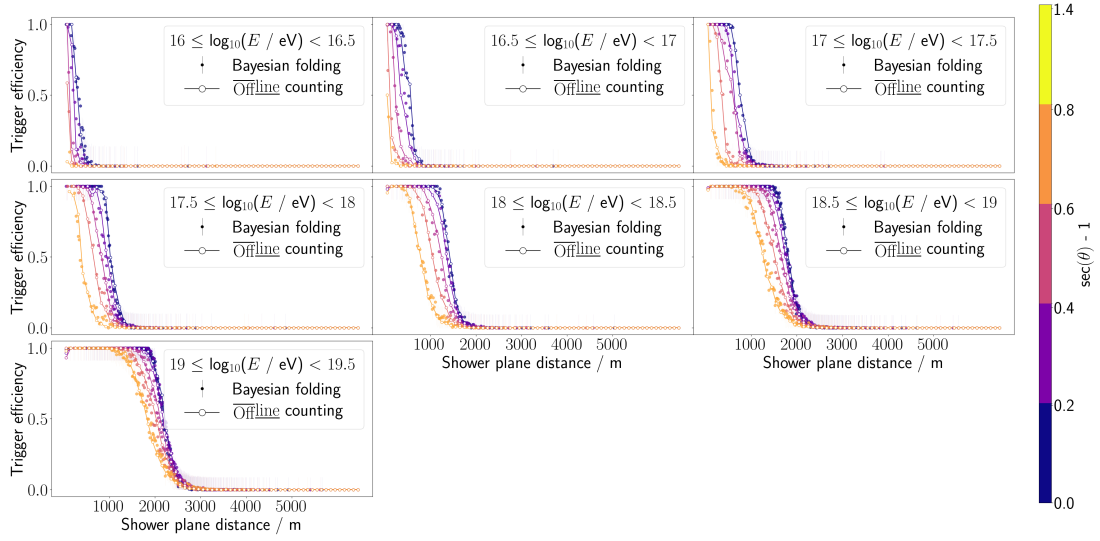 1.0
0.5
0.0
Trigger efficiency
16 ≤ log₁₀(E / eV) < 16.5
Bayesian folding
Offline counting
16.5 ≤ log₁₀(E / eV) < 17
Bayesian folding
Offline counting
17 ≤ log₁₀(E / eV) < 17.5
Bayesian folding
Offline counting
1.0
0.5
0.0
Trigger efficiency
17.5 ≤ log₁₀(E / eV) < 18
Bayesian folding
Offline counting
18 ≤ log₁₀(E / eV) < 18.5
Bayesian folding
Offline counting
1000 2000 3000 4000 5000
Shower plane distance / m
18.5 ≤ log₁₀(E / eV) < 19
Bayesian folding
Offline counting
1000 2000 3000 4000 5000
Shower plane distance / m
1.0
0.5
0.0
Trigger efficiency
19 ≤ log₁₀(E / eV) < 19.5
Bayesian folding
Offline counting
1000 2000 3000 4000 5000
Shower plane distance / m
1.4
0.8
0.6
0.4
0.2
0.0
sec(θ) - 1